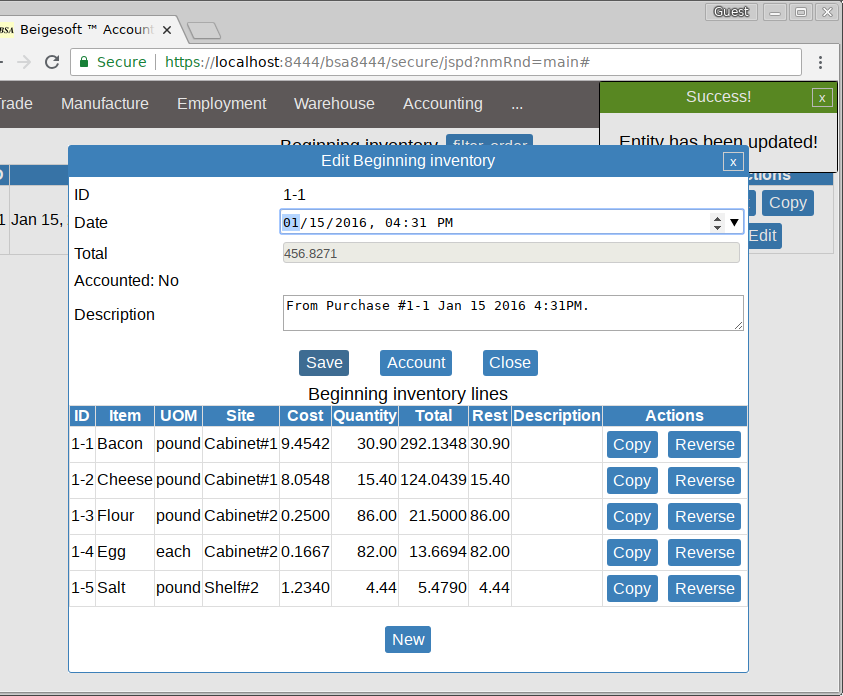 Guest
BSA Beigesoft ™ Account
Secure https://localhost:8444/bsa8444/secure/jspd?nmRnd=main#
rade Manufacture Employment Warehouse Accounting ...
Success! x
Entity has been updated!
Beginning inventory filter-order
Edit Beginning inventory x
ctions
ID 1-1
1 Jan 15, Copy
Date 01/15/2016, 04:31 PM
Edit
Total 456.8271
Accounted: No
Description From Purchase #1-1 Jan 15 2016 4:31PM.
Save Account Close
Beginning inventory lines
ID Item UOM Site Cost Quantity Total Rest Description Actions
1-1 Bacon pound Cabinet#1 9.4542 30.90 292.1348 30.90 Copy Reverse
1-2 Cheese pound Cabinet#1 8.0548 15.40 124.0439 15.40 Copy Reverse
1-3 Flour pound Cabinet#2 0.2500 86.00 21.5000 86.00 Copy Reverse
1-4 Egg each Cabinet#2 0.1667 82.00 13.6694 82.00 Copy Reverse
1-5 Salt pound Shelf#2 1.2340 4.44 5.4790 4.44 Copy Reverse
New